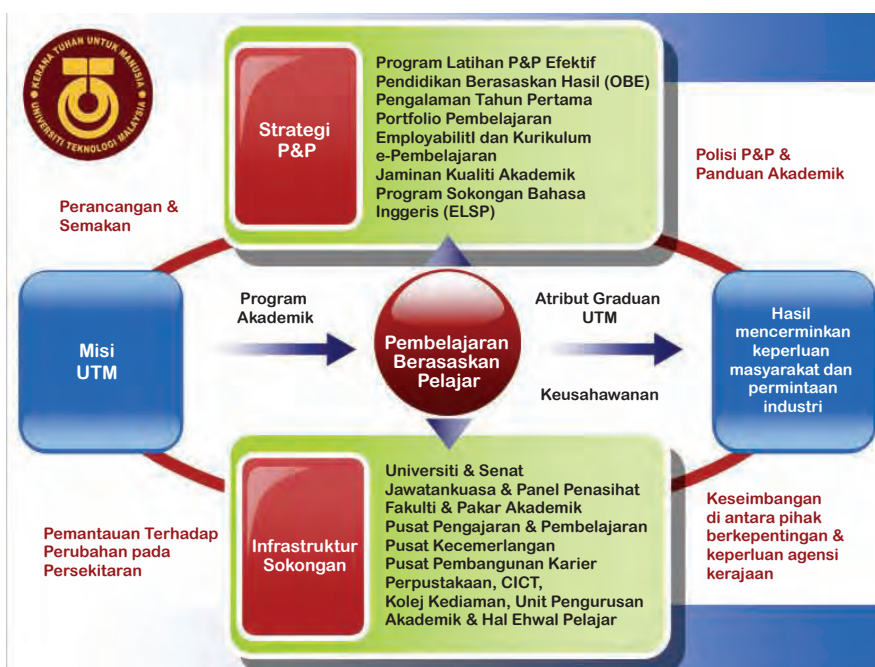 KERANA TUHAN UNTUK MANUSIA
UNIVERSITI TEKNOLOGI MALAYSIA
Strategi
P&P
Program Latihan P&P Efektif
Pendidikan Berasaskan Hasil (OBE)
Pengalaman Tahun Pertama
Portfolio Pembelajaran
EmployabilitI dan Kurikulum
e-Pembelajaran
Jaminan Kualiti Akademik
Program Sokongan Bahasa
Inggeris (ELSP)
Perancangan &
Semakan
Polisi P&P &
Panduan Akademik
Misi
UTM
Program
Akademik
Pembelajaran
Berasaskan
Pelajar
Atribut Graduan
UTM
Keusahawanan
Hasil
mencerminkan
keperluan
masyarakat dan
permintaan
industri
Pemantauan Terhadap
Perubahan pada
Persekitaran
Infrastruktur
Sokongan
Universiti & Senat
Jawatankuasa & Panel Penasihat
Fakulti & Pakar Akademik
Pusat Pengajaran & Pembelajaran
Pusat Kecemerlangan
Pusat Pembangunan Karier
Perpustakaan, CICT,
Kolej Kediaman, Unit Pengurusan
Akademik & Hal Ehwal Pelajar
Keseimbangan
di antara pihak
berkepentingan &
keperluan agensi
kerajaan